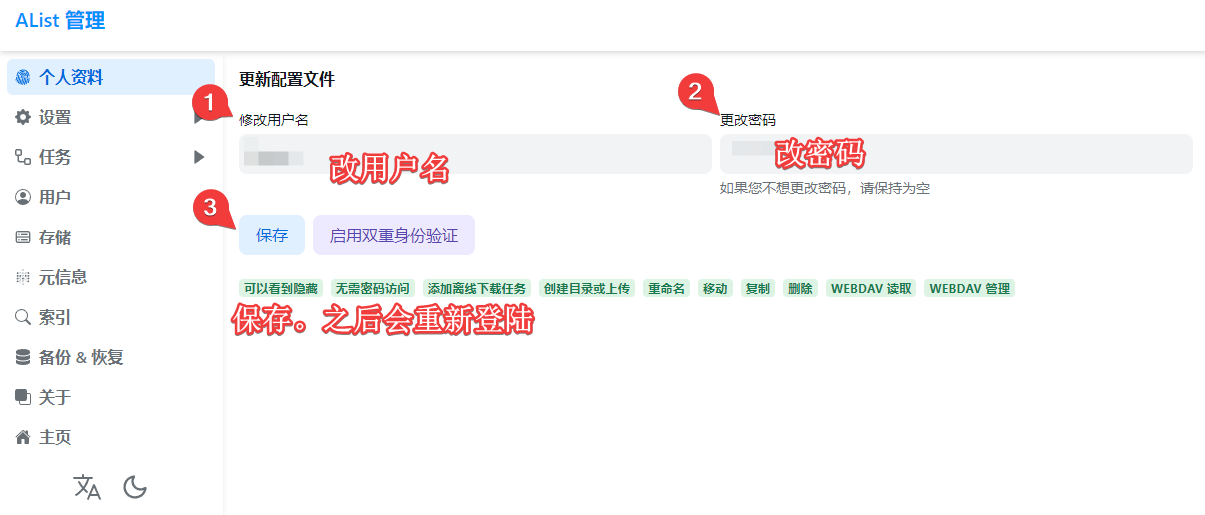 AList 管理
个人资料
设置
任务
用户
存储
元信息
索引
备份 & 恢复
关于
主页
更新配置文件
1
修改用户名
改用户名
2
更改密码
改密码
如果您不想更改密码，请保持为空
3
保存
启用双重身份验证
可以看到隐藏 无需密码访问 添加离线下载任务 创建目录或上传 重命名 移动 复制 删除 WEBDAV 读取 WEBDAV 管理
保存。之后会重新登陆